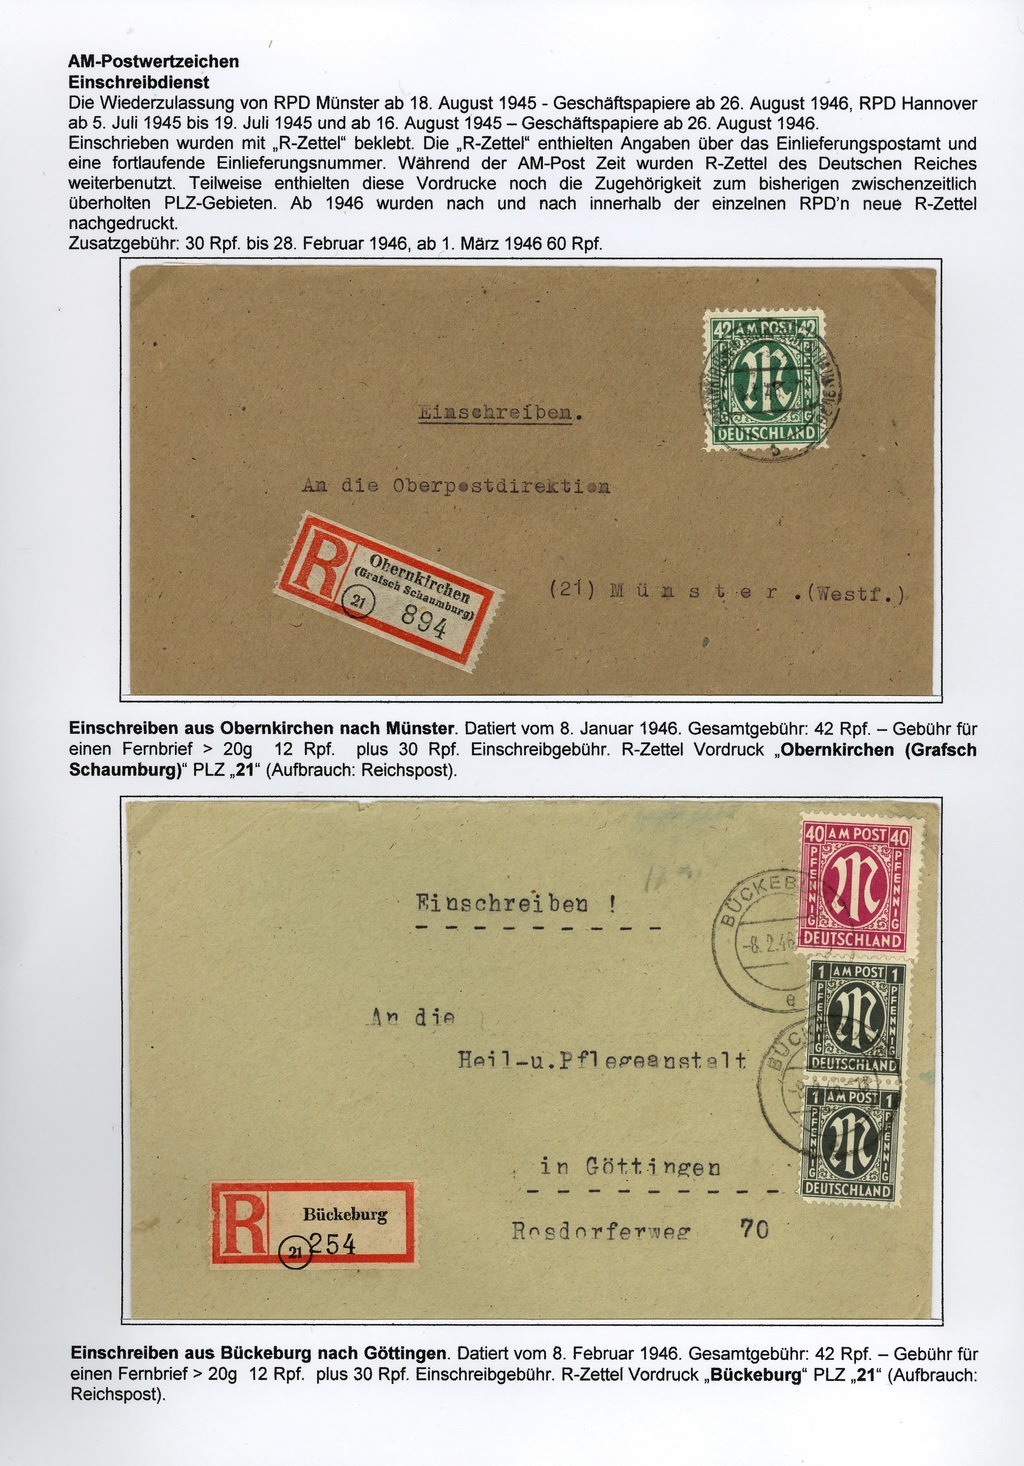 AM-Postwertzeichen
Einschreibdienst
Die Wiederzulassung von RPD Münster ab 18. August 1945 - Geschäftspapiere ab 26. August 1946, RPD Hannover
ab 5. Juli 1945 bis 19. Juli 1945 und ab 16. August 1945 – Geschäftspapiere ab 26. August 1946.
Einschrieben wurden mit „R-Zettel“ beklebt. Die „R-Zettel“ enthielten Angaben über das Einlieferungspostamt und
eine fortlaufende Einlieferungsnummer. Während der AM-Post Zeit wurden R-Zettel des Deutschen Reiches
weiterbenutzt. Teilweise enthielten diese Vordrucke noch die Zugehörigkeit zum bisherigen zwischenzeitlich
überholten PLZ-Gebieten. Ab 1946 wurden nach und nach innerhalb der einzelnen RPD'n neue R-Zettel
nachgedruckt.
Zusatzgebühr: 30 Rpf. bis 28. Februar 1946, ab 1. März 1946 60 Rpf.
42 AM POST 42
PFENNIG
PFENNIG
DEUTSCHLAND
b
Einschreiben.
An die Oberpostdirektion
R
Obernkirchen
(Grafsch Schaumburg)
21
894
(21) Münster.(Westf.)
Einschreiben aus Obernkirchen nach Münster. Datiert vom 8. Januar 1946. Gesamtgebühr: 42 Rpf. – Gebühr für
einen Fernbrief > 20g 12 Rpf. plus 30 Rpf. Einschreibgebühr. R-Zettel Vordruck „Obernkirchen (Grafsch
Schaumburg)“ PLZ „21“ (Aufbrauch: Reichspost).
40 AM POST 40
PFENNIG
PFENNIG
DEUTSCHLAND
-8.2.46
e
Einschreiben !
1 AM POST 1
PFENNIG
PFENNIG
DEUTSCHLAND
An die
Heil-u.Pflegeanstalt
1 AM POST 1
PFENNIG
PFENNIG
DEUTSCHLAND
in Göttingen
Rosdorferweg 70
R
Bückeburg
21
254
Einschreiben aus Bückeburg nach Göttingen. Datiert vom 8. Februar 1946. Gesamtgebühr: 42 Rpf. – Gebühr für
einen Fernbrief > 20g 12 Rpf. plus 30 Rpf. Einschreibgebühr. R-Zettel Vordruck „Bückeburg“ PLZ „21“ (Aufbrauch:
Reichspost).